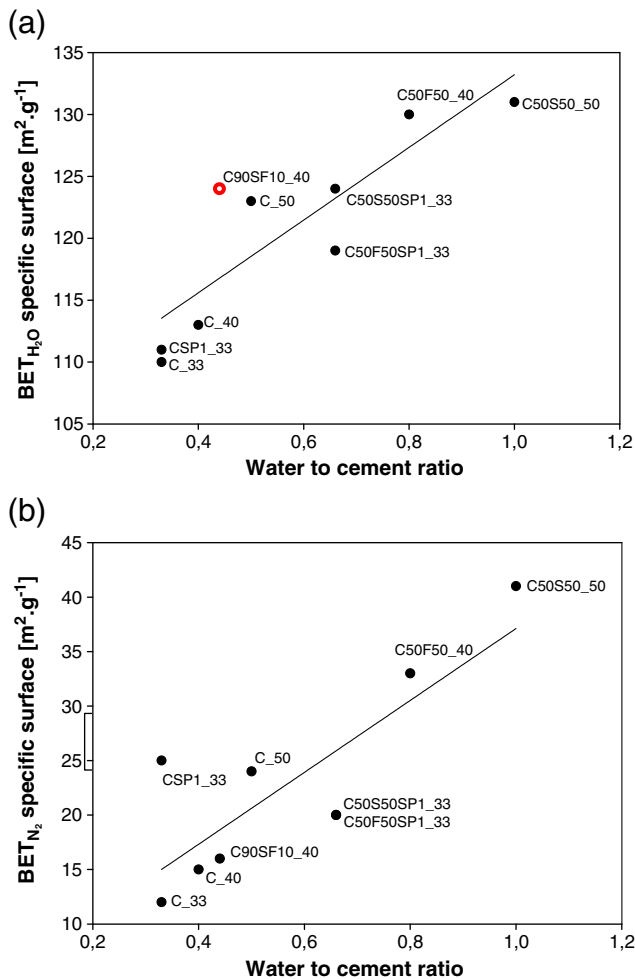 (a)
135
130
125
120
115
110
105
BET_H2O specific surface [m².g⁻¹]
C50F50_40
C50S50_50
C90SF10_40
C_50
C50S50SP1_33
C50F50SP1_33
C_40
CSP1_33
C_33
0,2 0,4 0,6 0,8 1,0 1,2
Water to cement ratio
(b)
45
40
35
30
25
20
15
10
BET_N2 specific surface [m².g⁻¹]
C50S50_50
C50F50_40
C_50
CSP1_33
C50S50SP1_33
C50F50SP1_33
C90SF10_40
C_40
C_33
0,2 0,4 0,6 0,8 1,0 1,2
Water to cement ratio